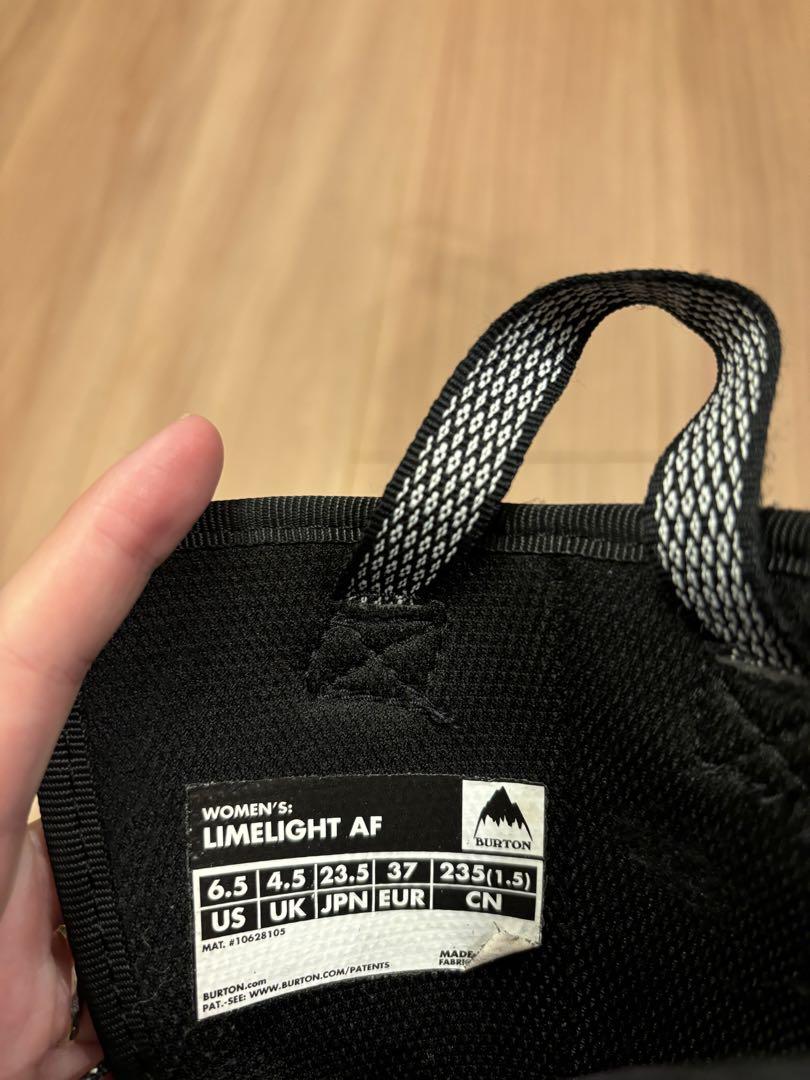 WOMEN'S:
LIMELIGHT AF
BURTON
6.5 4.5 23.5 37 235(1.5)
US UK JPN EUR CN
MAT. #10628105
MADE
BURTON.com
PAT.-SEE: WWW.BURTON.COM/PATENTS